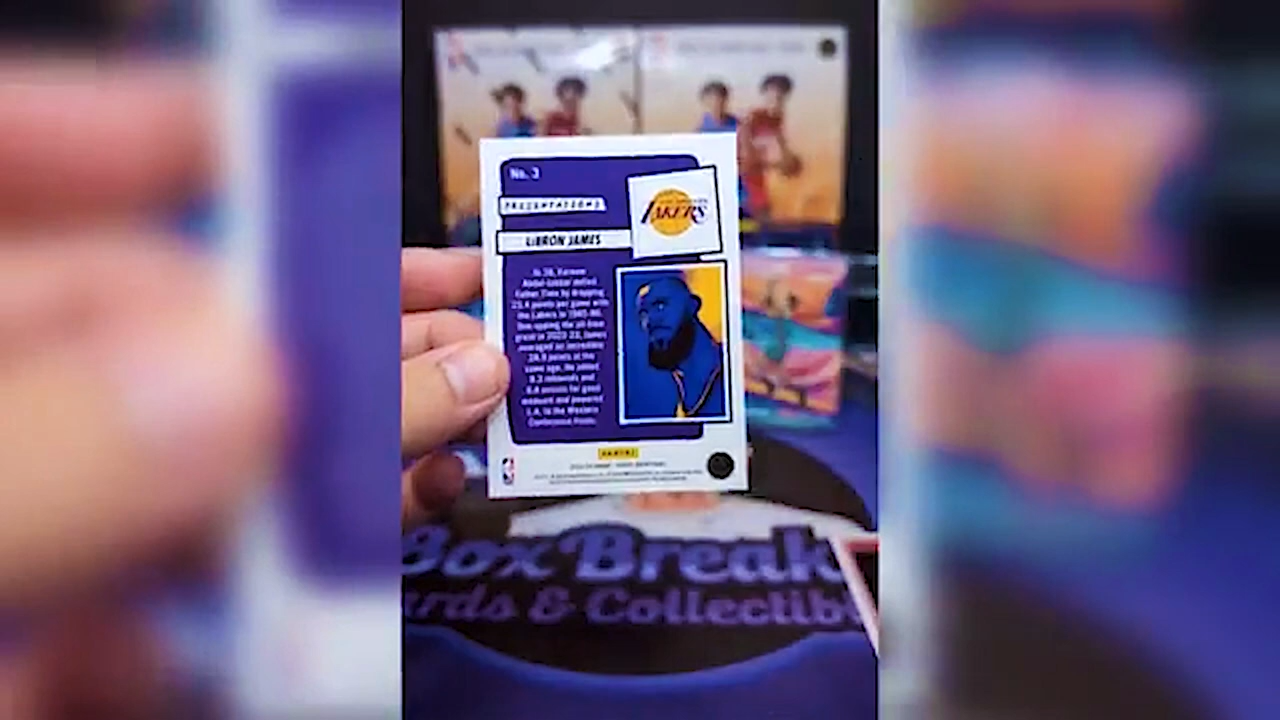 No. 3
PRESENTATIONS
LAKERS
LEBRON JAMES
At 38, Kareem
Abdul-Jabbar defied
Father Time by dropping
23.4 points per game with
the Lakers in 1985-86.
One-upping the all-time
great in 2022-23, James
averaged an incredible
28.9 points at the
same age. He added
8.3 rebounds and
6.8 assists for good
measure and powered
L.A. to the Western
Conference Finals.
PANINI
Box Break
ards & Collectib